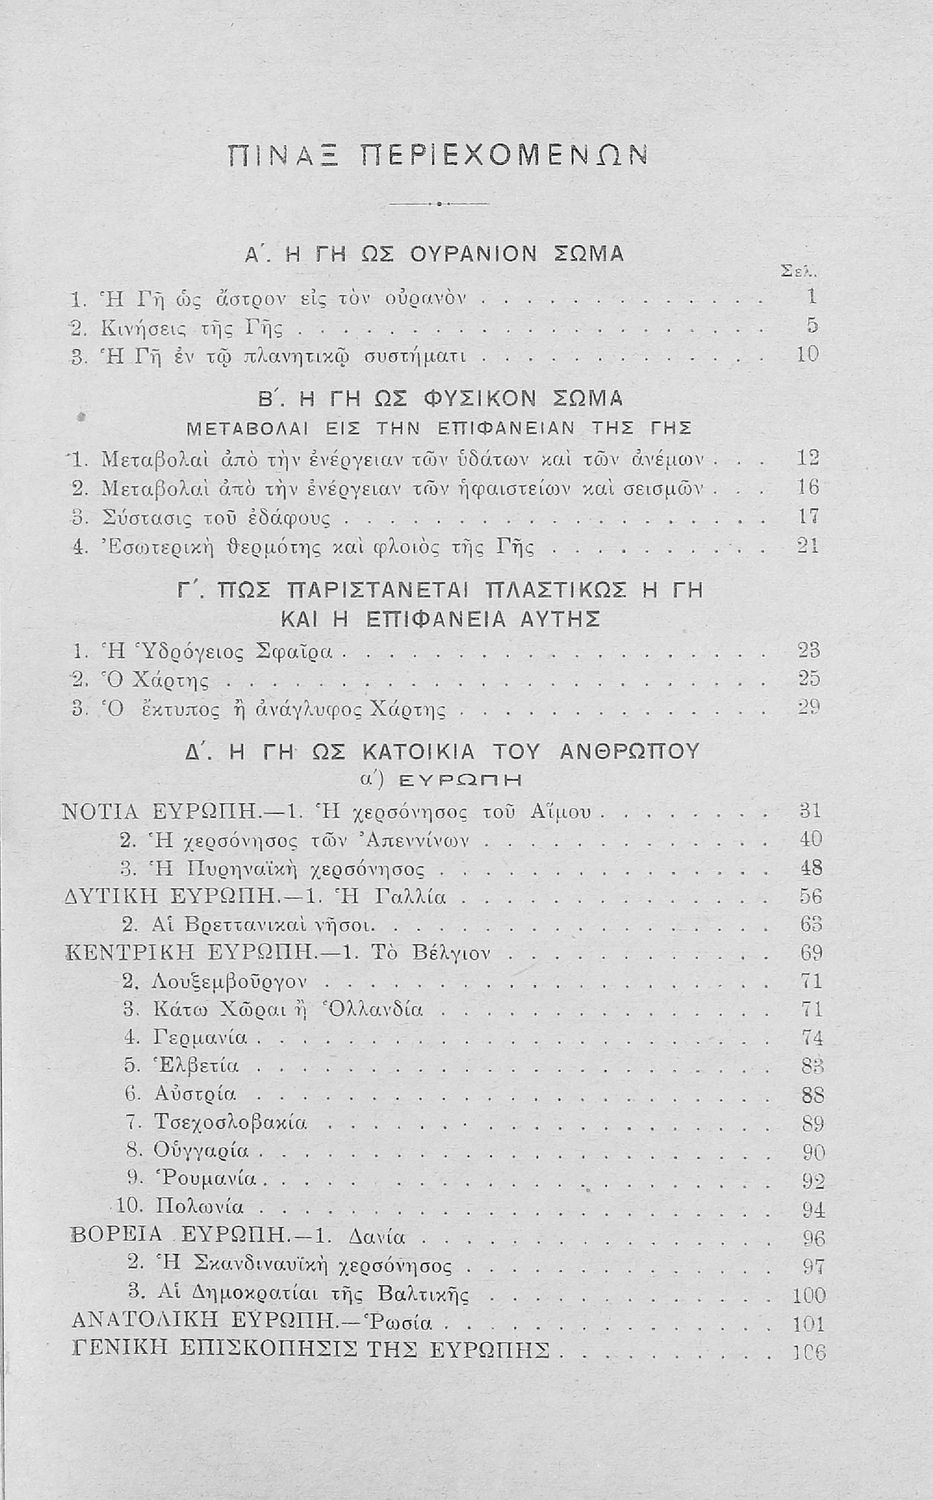 ΠΙΝΑΞ ΠΕΡΙΕΧΟΜΕΝΩΝ
Α΄. Η ΓΗ ΩΣ ΟΥΡΑΝΙΟΝ ΣΩΜΑ
Σελ.
1. Ἡ Γῆ ὡς ἄστρον εἰς τὸν οὐρανὸν . . . . . . . . . . . . . 1
2. Κινήσεις τῆς Γῆς . . . . . . . . . . . . . . . . . . . . . 5
3. Ἡ Γῆ ἐν τῷ πλανητικῷ συστήματι . . . . . . . . . . . . . 10
Β΄. Η ΓΗ ΩΣ ΦΥΣΙΚΟΝ ΣΩΜΑ
ΜΕΤΑΒΟΛΑΙ ΕΙΣ ΤΗΝ ΕΠΙΦΑΝΕΙΑΝ ΤΗΣ ΓΗΣ
1. Μεταβολαὶ ἀπὸ τὴν ἐνέργειαν τῶν ὑδάτων καὶ τῶν ἀνέμων . . . 12
2. Μεταβολαὶ ἀπὸ τὴν ἐνέργειαν τῶν ἡφαιστείων καὶ σεισμῶν . . . 16
3. Σύστασις τοῦ ἐδάφους . . . . . . . . . . . . . . . . . . . 17
4. Ἐσωτερικὴ θερμότης καὶ φλοιὸς τῆς Γῆς . . . . . . . . . . 21
Γ΄. ΠΩΣ ΠΑΡΙΣΤΑΝΕΤΑΙ ΠΛΑΣΤΙΚΩΣ Η ΓΗ
ΚΑΙ Η ΕΠΙΦΑΝΕΙΑ ΑΥΤΗΣ
1. Ἡ Ὑδρόγειος Σφαῖρα . . . . . . . . . . . . . . . . . . . 23
2. Ὁ Χάρτης . . . . . . . . . . . . . . . . . . . . . . . . 25
3. Ὁ ἔκτυπος ἢ ἀνάγλυφος Χάρτης . . . . . . . . . . . . . . 29
Δ΄. Η ΓΗ ΩΣ ΚΑΤΟΙΚΙΑ ΤΟΥ ΑΝΘΡΩΠΟΥ
α΄) ΕΥΡΩΠΗ
ΝΟΤΙΑ ΕΥΡΩΠΗ.—1. Ἡ χερσόνησος τοῦ Αἵμου . . . . . . . . 31
2. Ἡ χερσόνησος τῶν Ἀπεννίνων . . . . . . . . . . . . . 40
3. Ἡ Πυρηναϊκὴ χερσόνησος . . . . . . . . . . . . . . . 48
ΔΥΤΙΚΗ ΕΥΡΩΠΗ.—1. Ἡ Γαλλία . . . . . . . . . . . . . . 56
2. Αἱ Βρεττανικαὶ νῆσοι . . . . . . . . . . . . . . . . . . 63
ΚΕΝΤΡΙΚΗ ΕΥΡΩΠΗ.—1. Τὸ Βέλγιον . . . . . . . . . . . . 69
2. Λουξεμβοῦργον . . . . . . . . . . . . . . . . . . . . 71
3. Κάτω Χῶραι ἢ Ὁλλανδία . . . . . . . . . . . . . . . 71
4. Γερμανία . . . . . . . . . . . . . . . . . . . . . . . 74
5. Ἑλβετία . . . . . . . . . . . . . . . . . . . . . . . 83
6. Αὐστρία . . . . . . . . . . . . . . . . . . . . . . . 88
7. Τσεχοσλοβακία . . . . . . . . . . . . . . . . . . . . 89
8. Οὑγγαρία . . . . . . . . . . . . . . . . . . . . . . . 90
9. Ῥουμανία . . . . . . . . . . . . . . . . . . . . . . . 92
10. Πολωνία . . . . . . . . . . . . . . . . . . . . . . . 94
ΒΟΡΕΙΑ ΕΥΡΩΠΗ.—1. Δανία . . . . . . . . . . . . . . . . 96
2. Ἡ Σκανδιναυϊκὴ χερσόνησος . . . . . . . . . . . . . . 97
3. Αἱ Δημοκρατίαι τῆς Βαλτικῆς . . . . . . . . . . . . . 100
ΑΝΑΤΟΛΙΚΗ ΕΥΡΩΠΗ.—Ῥωσία . . . . . . . . . . . . . . . 101
ΓΕΝΙΚΗ ΕΠΙΣΚΟΠΗΣΙΣ ΤΗΣ ΕΥΡΩΠΗΣ . . . . . . . . . . 106